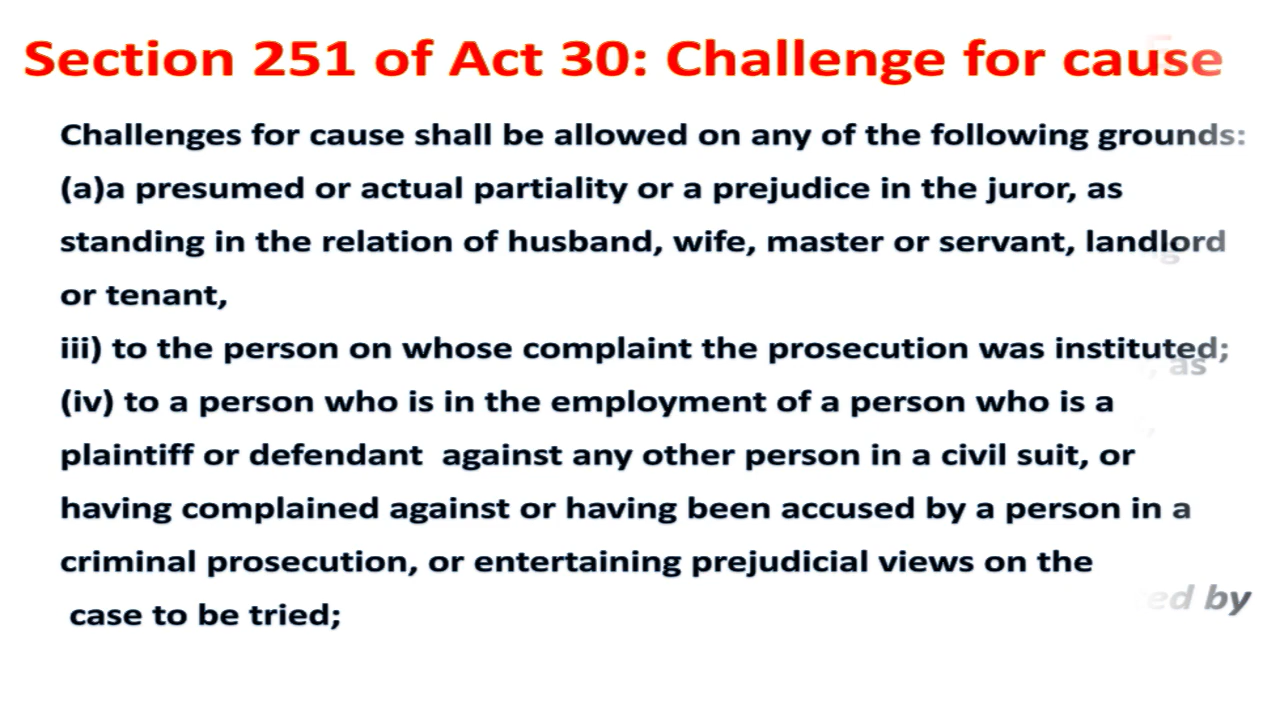 Section 251 of Act 30: Challenge for cause
Challenges for cause shall be allowed on any of the following grounds:
(a)a presumed or actual partiality or a prejudice in the juror, as
standing in the relation of husband, wife, master or servant, landlord
or tenant,
iii) to the person on whose complaint the prosecution was instituted;
, as
(iv) to a person who is in the employment of a person who is a
plaintiff or defendant against any other person in a civil suit, or
having complained against or having been accused by a person in a
criminal prosecution, or entertaining prejudicial views on the
by
case to be tried;